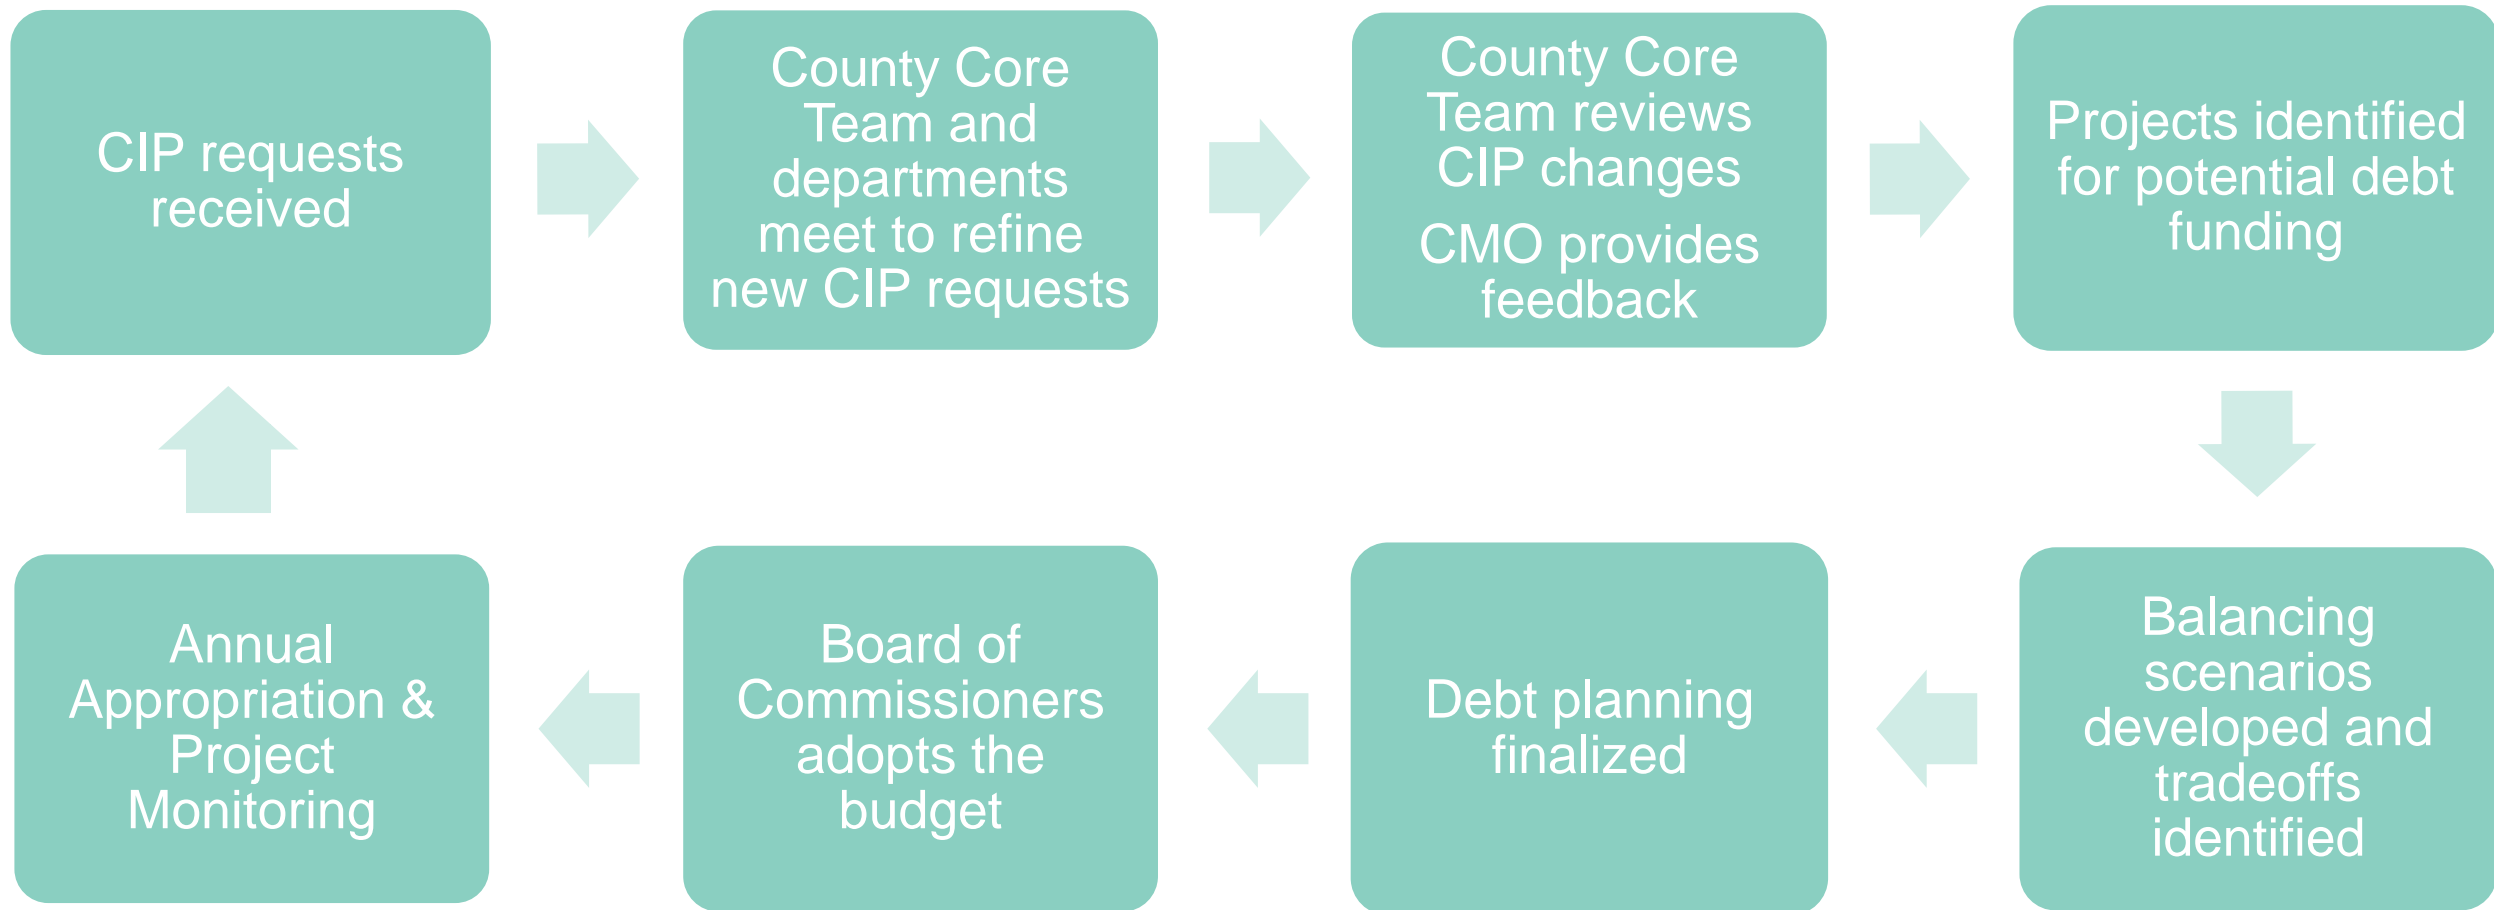 CIP requests
received
County Core
Team and
departments
meet to refine
new CIP requests
County Core
Team reviews
CIP changes
CMO provides
feedback
Projects identified
for potential debt
funding
Balancing
scenarios
developed and
tradeoffs
identified
Debt planning
finalized
Board of
Commissioners
adopts the
budget
Annual
Appropriation &
Project
Monitoring